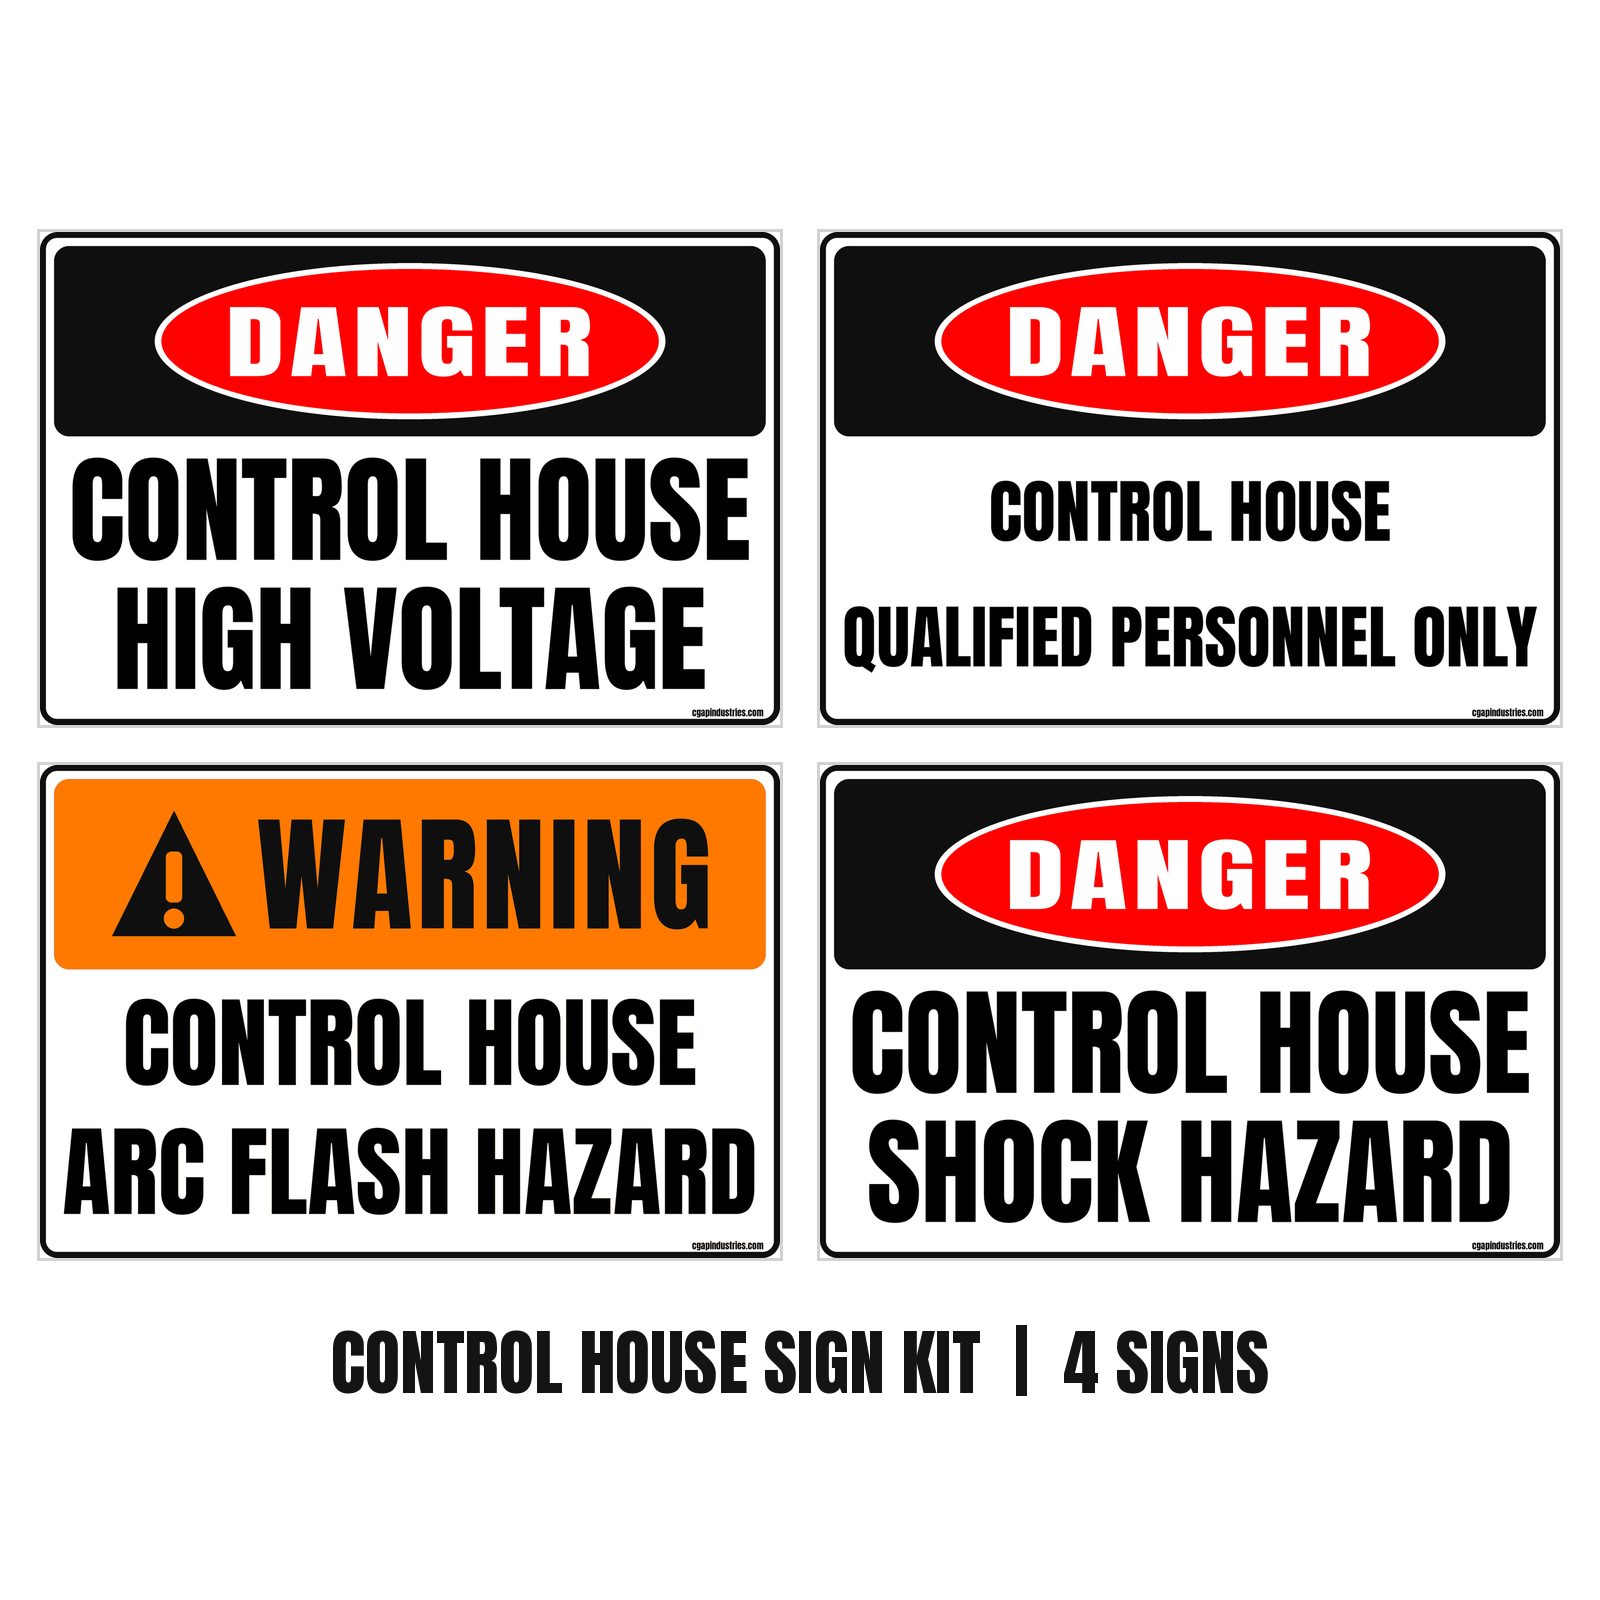 DANGER
CONTROL HOUSE
HIGH VOLTAGE
cgapindustries.com
DANGER
CONTROL HOUSE
QUALIFIED PERSONNEL ONLY
cgapindustries.com
WARNING
CONTROL HOUSE
ARC FLASH HAZARD
cgapindustries.com
DANGER
CONTROL HOUSE
SHOCK HAZARD
cgapindustries.com
CONTROL HOUSE SIGN KIT | 4 SIGNS